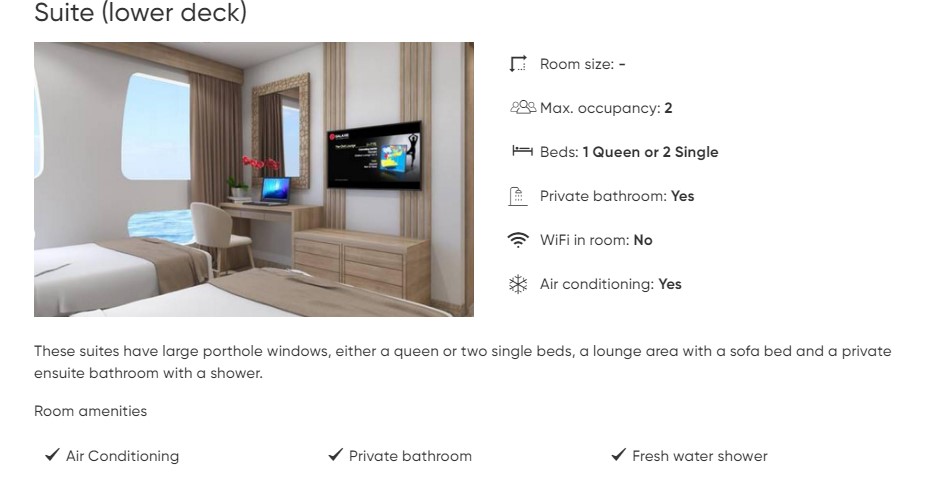 Suite (lower deck)
Room size: -
Max. occupancy: 2
Beds: 1 Queen or 2 Single
Private bathroom: Yes
WiFi in room: No
Air conditioning: Yes
These suites have large porthole windows, either a queen or two single beds, a lounge area with a sofa bed and a private
ensuite bathroom with a shower.
Room amenities
Air Conditioning
Private bathroom
Fresh water shower